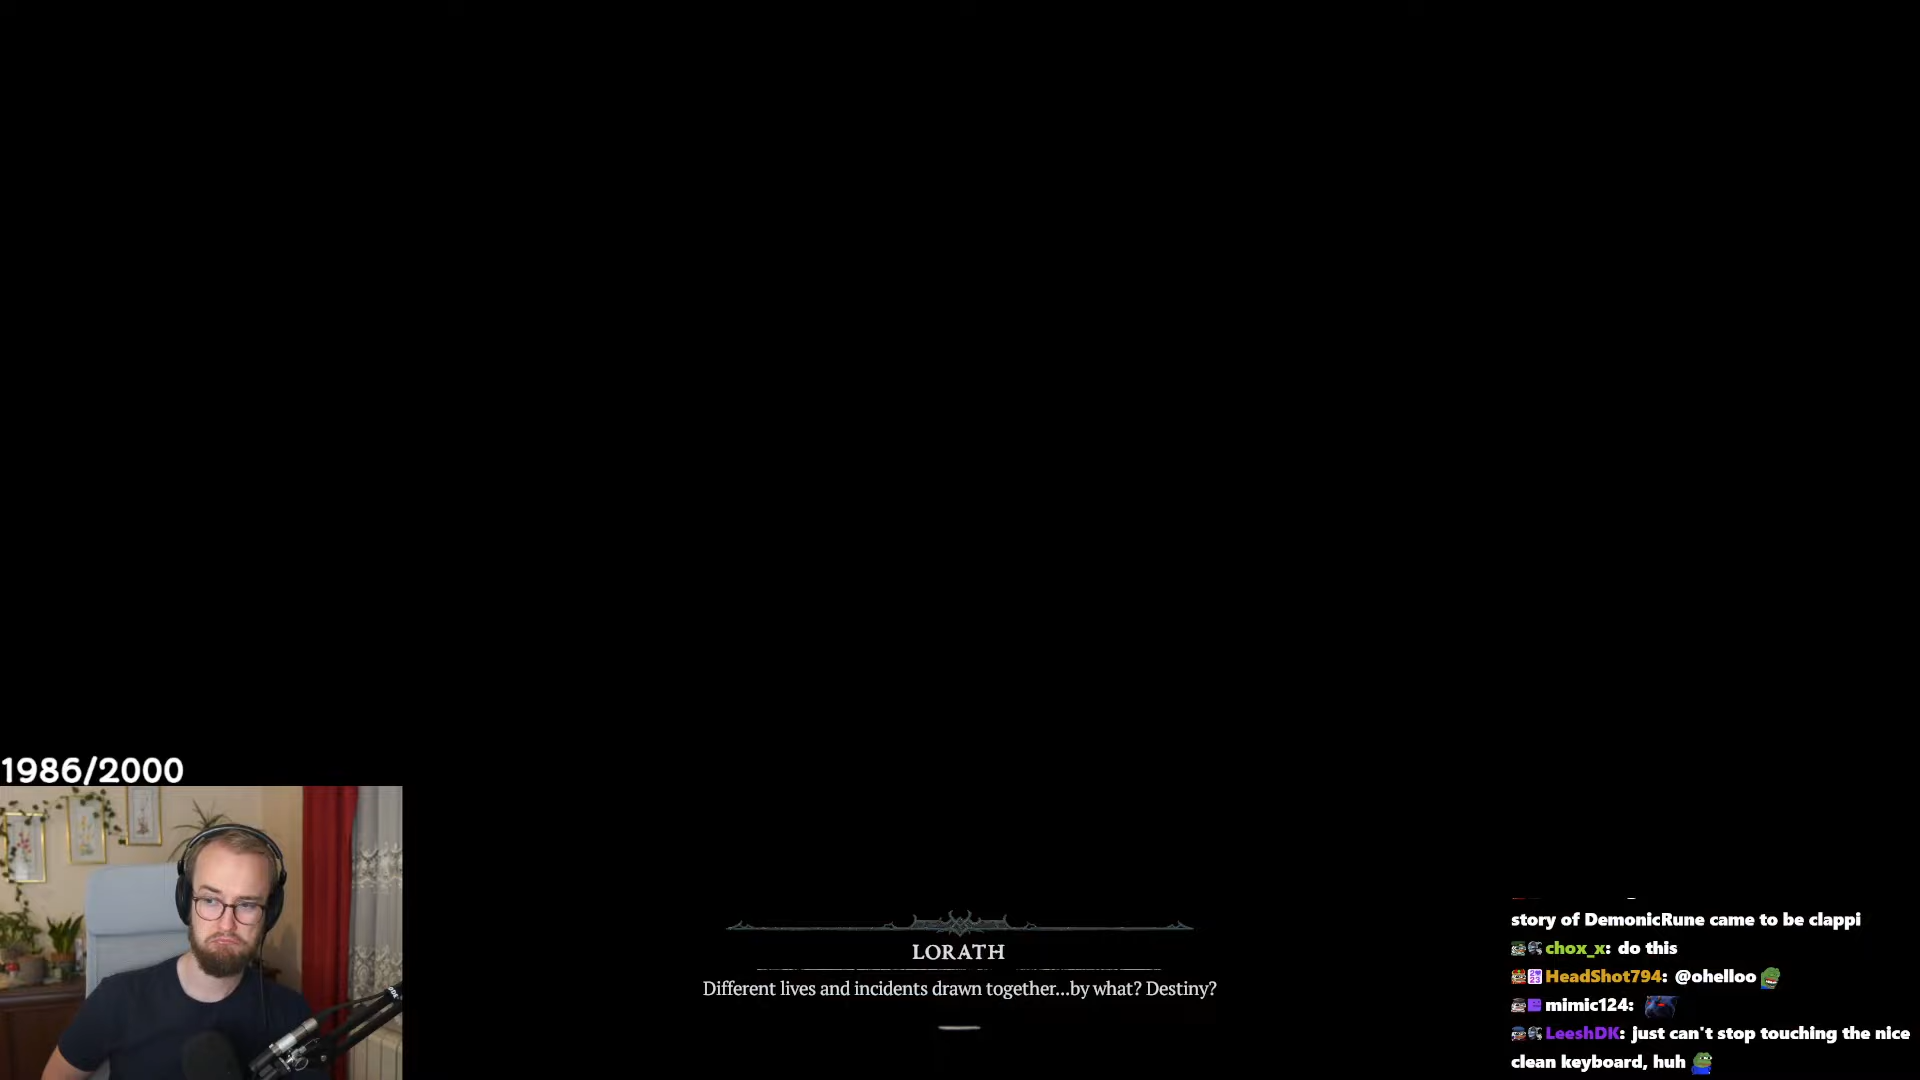 1986/2000
LORATH
Different lives and incidents drawn together...by what? Destiny?
story of DemonicRune came to be clappi
chox_x: do this
HeadShot794: @ohelloo
mimic124:
LeeshDK: just can't stop touching the nice
clean keyboard, huh